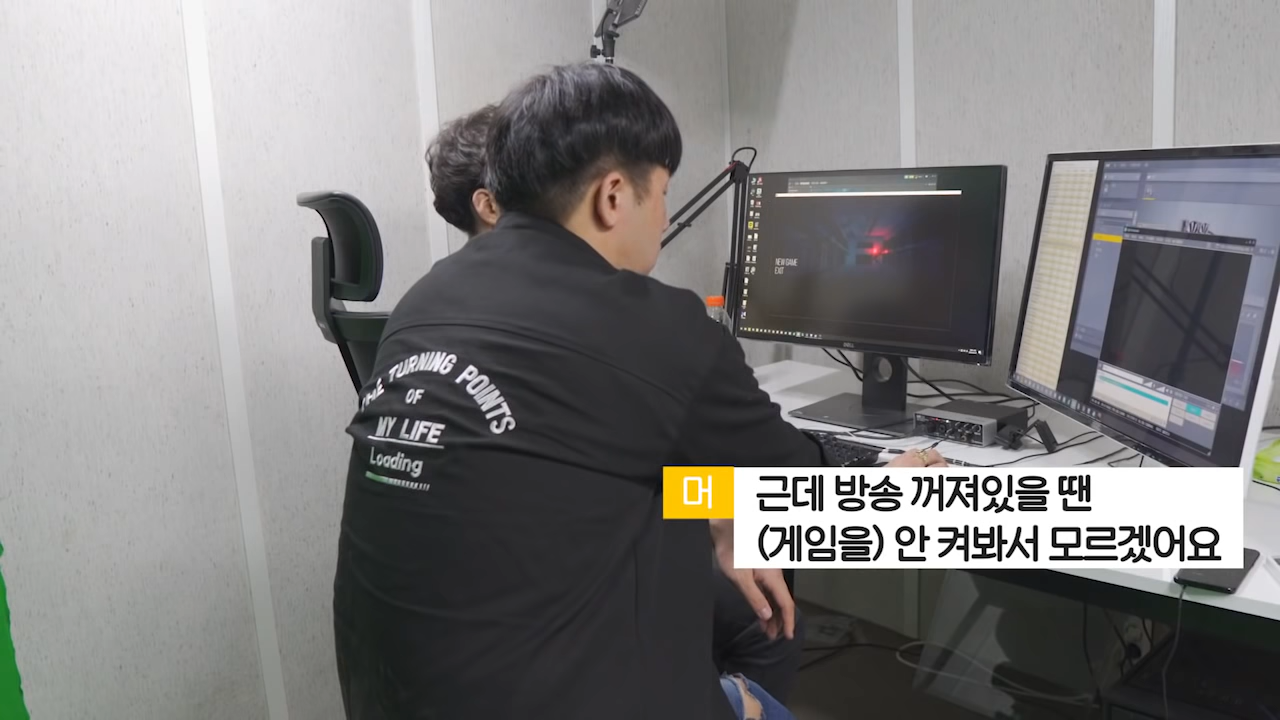 THE TURNING POINTS
OF
MY LIFE
Loading
NEW GAME
EXIT
DELL
머
근데 방송 꺼져있을 땐
(게임을) 안 켜봐서 모르겠어요